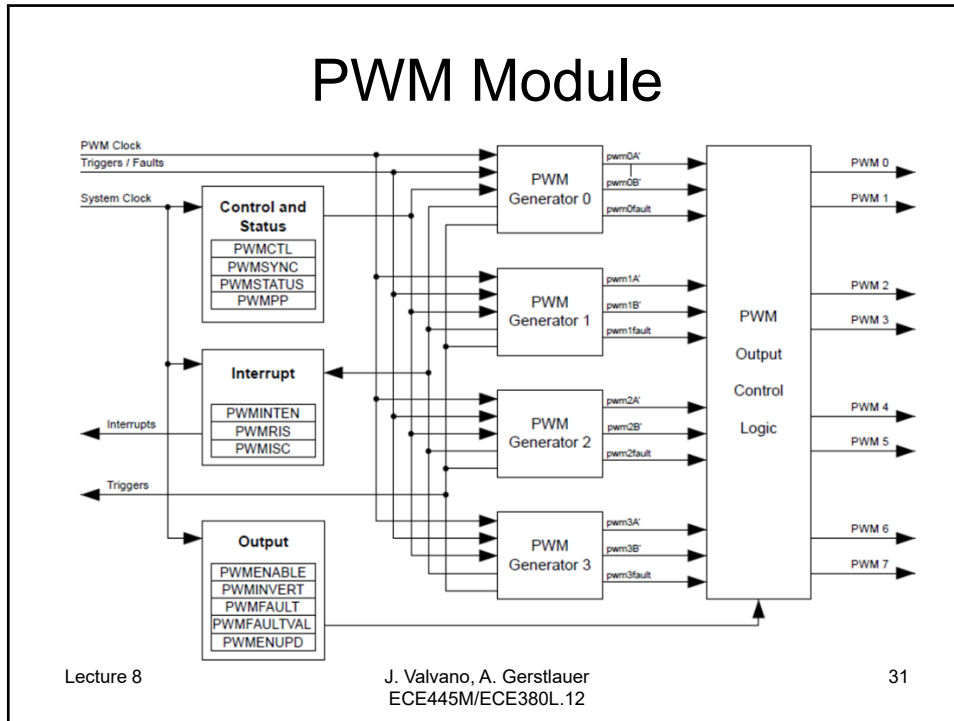 PWM Module
PWM Clock
Triggers / Faults
System Clock
Control and
Status
PWMCTL
PWMSYNC
PWMSTATUS
PWMPP
Interrupt
PWMINTEN
PWMRIS
PWMISC
Interrupts
Triggers
Output
PWMENABLE
PWMINVERT
PWMFAULT
PWMFAULTVAL
PWMENUPD
PWM
Generator 0
pwm0A'
pwm0B'
pwm0fault
PWM
Generator 1
pwm1A'
pwm1B'
pwm1fault
PWM
Generator 2
pwm2A'
pwm2B'
pwm2fault
PWM
Generator 3
pwm3A'
pwm3B'
pwm3fault
PWM
Output
Control
Logic
PWM 0
PWM 1
PWM 2
PWM 3
PWM 4
PWM 5
PWM 6
PWM 7
Lecture 8
J. Valvano, A. Gerstlauer
ECE445M/ECE380L.12
31